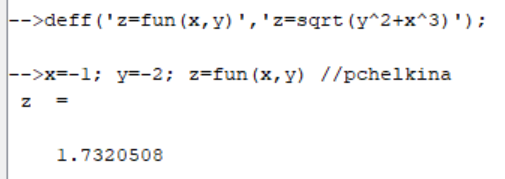 -->deff('z=fun(x,y)','z=sqrt(y^2+x^3)');
-->x=-1; y=-2; z=fun(x,y) //pchelkina
z  =
1.7320508